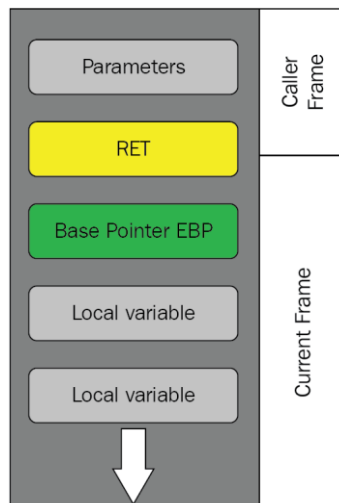 Parameters
RET
Base Pointer EBP
Local variable
Local variable
Caller
Frame
Current Frame